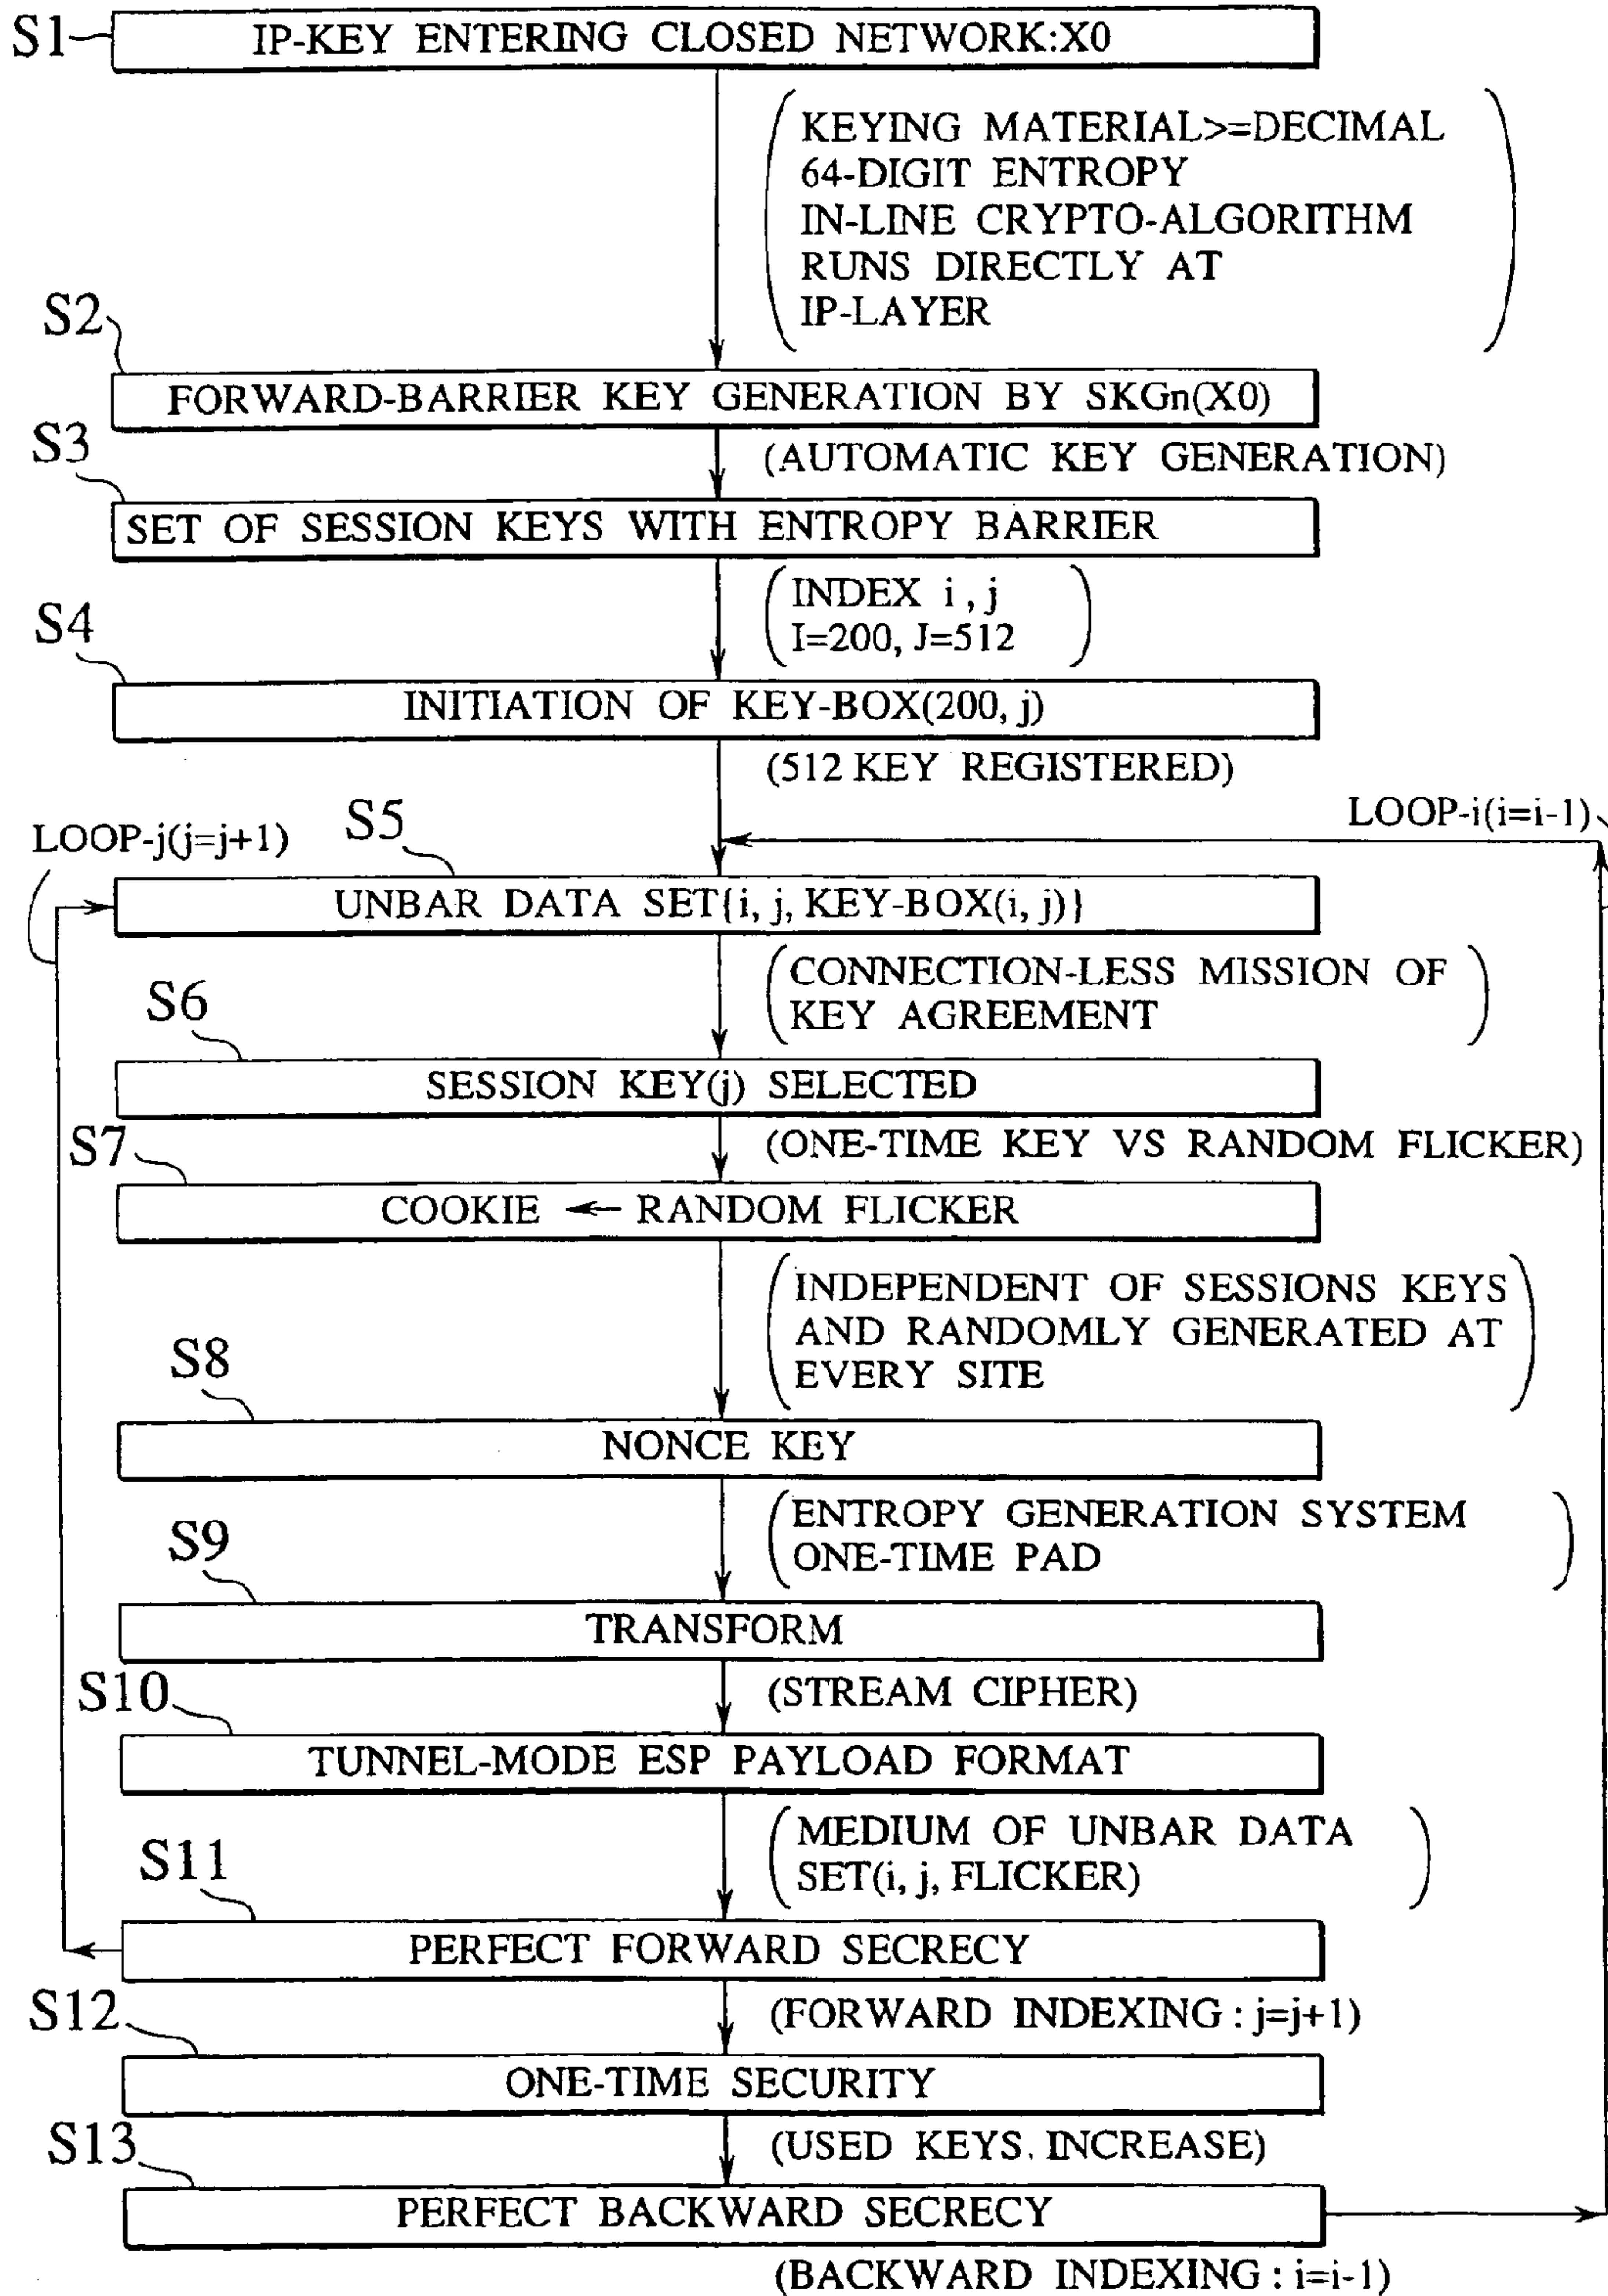 S1
IP-KEY ENTERING CLOSED NETWORK:X0
KEYING MATERIAL>=DECIMAL
64-DIGIT ENTROPY
IN-LINE CRYPTO-ALGORITHM
RUNS DIRECTLY AT
IP-LAYER
S2
FORWARD-BARRIER KEY GENERATION BY SKGn(X0)
(AUTOMATIC KEY GENERATION)
S3
SET OF SESSION KEYS WITH ENTROPY BARRIER
INDEX i , j
I=200, J=512
S4
INITIATION OF KEY-BOX(200, j)
(512 KEY REGISTERED)
LOOP-i(i=i-1)
LOOP-j(j=j+1)
S5
UNBAR DATA SET{i, j, KEY-BOX(i, j)}
(CONNECTION-LESS MISSION OF
KEY AGREEMENT)
S6
SESSION KEY(j) SELECTED
(ONE-TIME KEY VS RANDOM FLICKER)
S7
COOKIE ← RANDOM FLICKER
(INDEPENDENT OF SESSIONS KEYS
AND RANDOMLY GENERATED AT
EVERY SITE)
S8
NONCE KEY
(ENTROPY GENERATION SYSTEM
ONE-TIME PAD)
S9
TRANSFORM
(STREAM CIPHER)
S10
TUNNEL-MODE ESP PAYLOAD FORMAT
(MEDIUM OF UNBAR DATA
SET(i, j, FLICKER))
S11
PERFECT FORWARD SECRECY
(FORWARD INDEXING : j=j+1)
S12
ONE-TIME SECURITY
(USED KEYS. INCREASE)
S13
PERFECT BACKWARD SECRECY
(BACKWARD INDEXING : i=i-1)